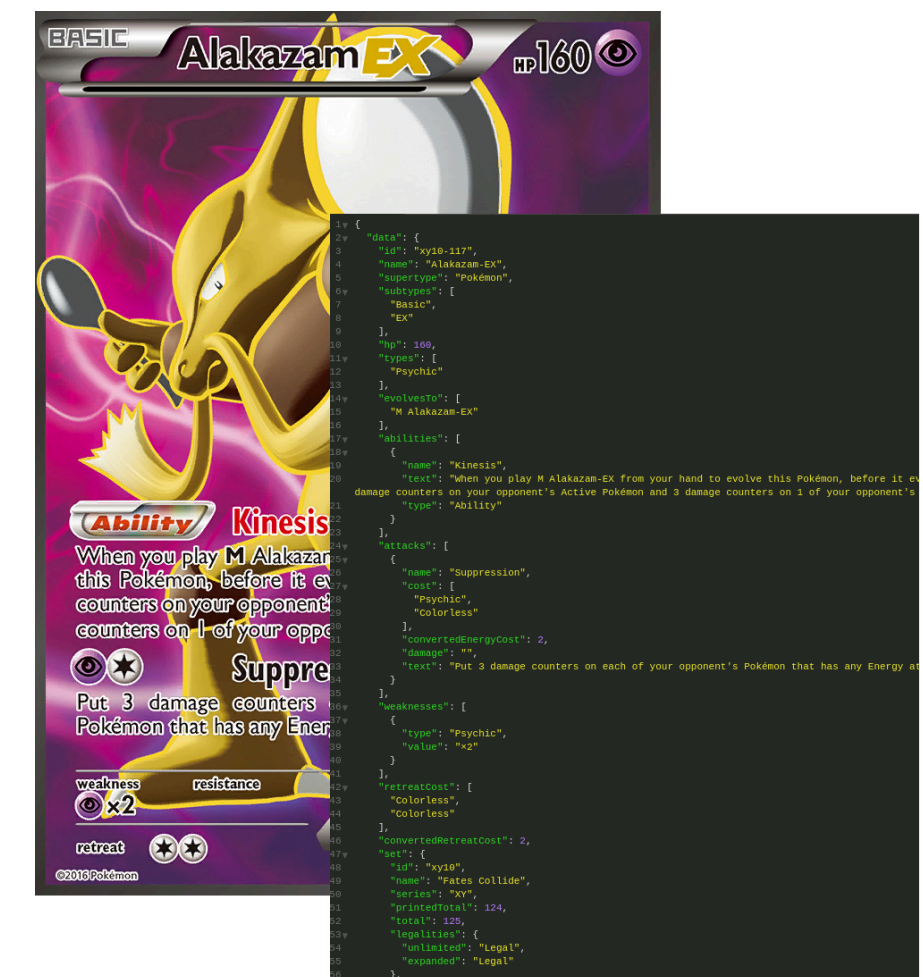 BASIC
Alakazam EX
HP160
Ability Kinesis
When you play M Alakazam
this Pokémon, before it ev
counters on your opponent'
counters on 1 of your oppo
Suppre
Put 3 damage counters
Pokémon that has any Ener
weakness resistance
×2
retreat
©2016 Pokémon
1 {
2 "data": {
3 "id": "xy10-117",
4 "name": "Alakazam-EX",
5 "supertype": "Pokémon",
6 "subtypes": [
7 "Basic",
8 "EX"
9 ],
10 "hp": 160,
11 "types": [
12 "Psychic"
13 ],
14 "evolvesTo": [
15 "M Alakazam-EX"
16 ],
17 "abilities": [
18 {
19 "name": "Kinesis",
20 "text": "When you play M Alakazam-EX from your hand to evolve this Pokémon, before it ev
damage counters on your opponent's Active Pokémon and 3 damage counters on 1 of your opponent's
21 "type": "Ability"
22 }
23 ],
24 "attacks": [
25 {
26 "name": "Suppression",
27 "cost": [
28 "Psychic",
29 "Colorless"
30 ],
31 "convertedEnergyCost": 2,
32 "damage": "",
33 "text": "Put 3 damage counters on each of your opponent's Pokémon that has any Energy at
34 }
35 ],
36 "weaknesses": [
37 {
38 "type": "Psychic",
39 "value": "×2"
40 }
41 ],
42 "retreatCost": [
43 "Colorless",
44 "Colorless"
45 ],
46 "convertedRetreatCost": 2,
47 "set": {
48 "id": "xy10",
49 "name": "Fates Collide",
50 "series": "XY",
51 "printedTotal": 124,
52 "total": 125,
53 "legalities": {
54 "unlimited": "Legal",
55 "expanded": "Legal"
56 },